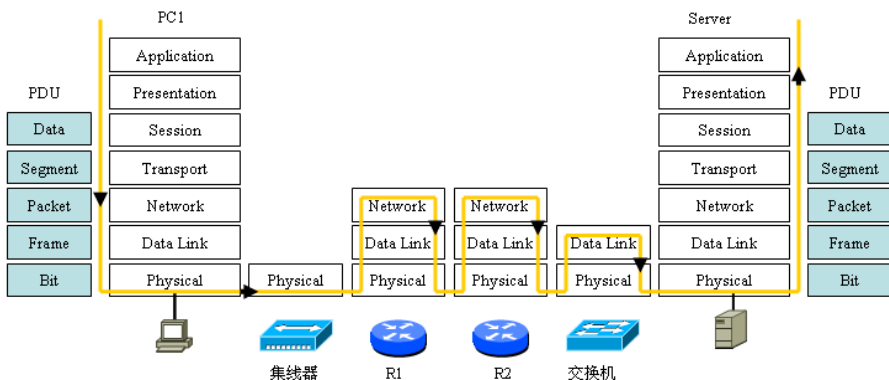 PC1
Server
Application
Application
PDU
Presentation
Presentation
PDU
Data
Session
Session
Data
Segment
Transport
Transport
Segment
Packet
Network
Network
Network
Network
Packet
Frame
Data Link
Data Link
Data Link
Data Link
Data Link
Frame
Bit
Physical
Physical
Physical
Physical
Physical
Physical
Bit
集线器
R1
R2
交换机